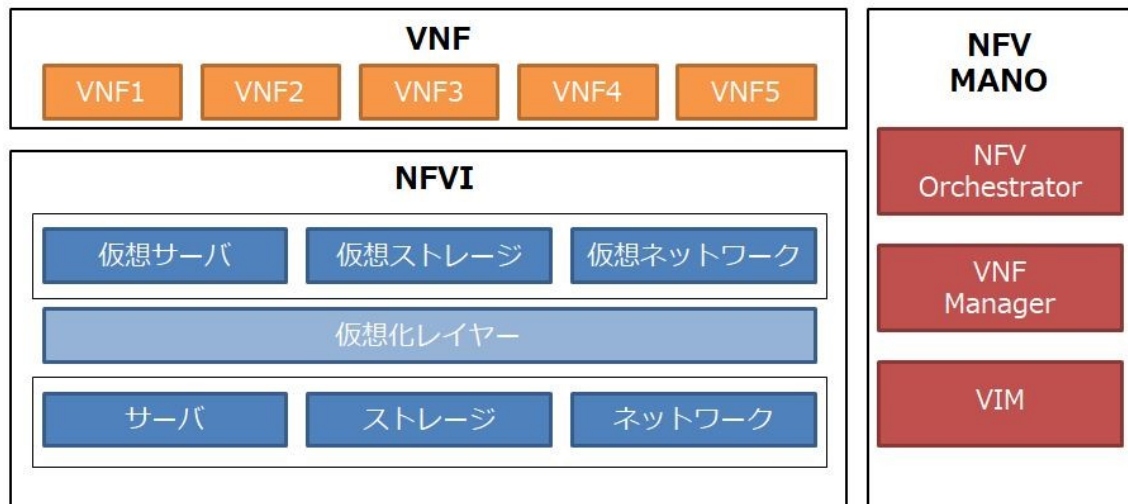 VNF
VNF1
VNF2
VNF3
VNF4
VNF5
NFVI
仮想サーバ
仮想ストレージ
仮想ネットワーク
仮想化レイヤー
サーバ
ストレージ
ネットワーク
NFV
MANO
NFV
Orchestrator
VNF
Manager
VIM